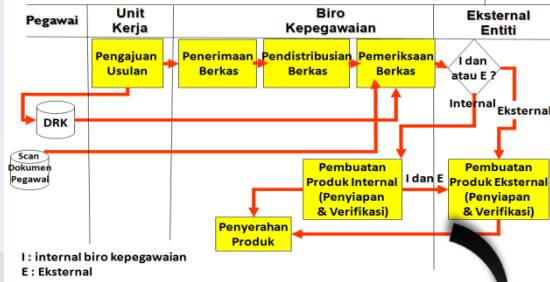 Pegawai
Unit
Kerja
Biro
Kepegawaian
Eksternal
Entiti
Pengajuan
Usulan
Penerimaan
Berkas
Pendistribusian
Berkas
Pemeriksaan
Berkas
I dan
atau E ?
Internal
Eksternal
DRK
Scan
Dokumen
Pegawai
Pembuatan
Produk Internal
(Penyiapan
& Verifikasi)
I dan E
Pembuatan
Produk Eksternal
(Penyiapan
& Verifikasi)
Penyerahan
Produk
I : internal biro kepegawaian
E : Eksternal